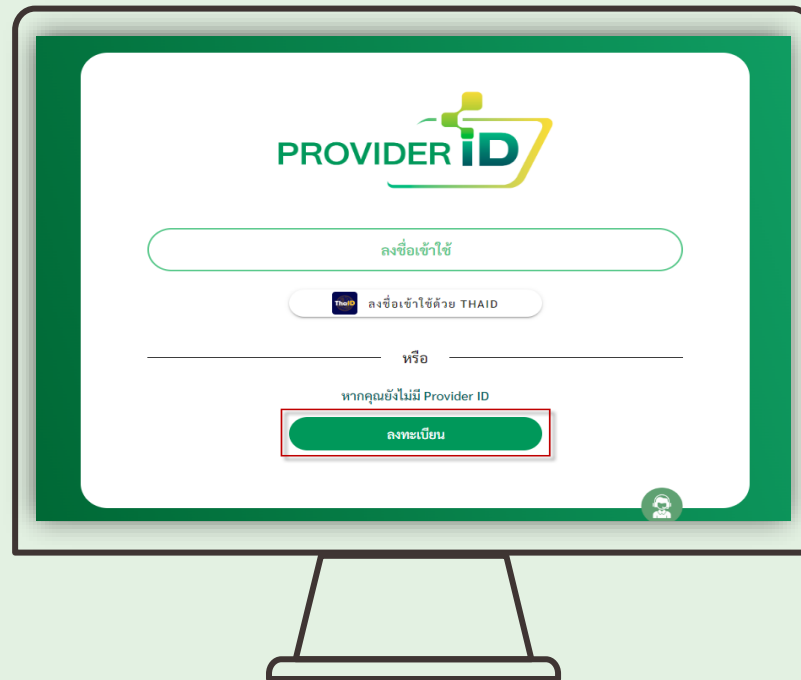 PROVIDER iD
ลงชื่อเข้าใช้
ThaID ลงชื่อเข้าใช้ด้วย THAID
หรือ
หากคุณยังไม่มี Provider ID
ลงทะเบียน